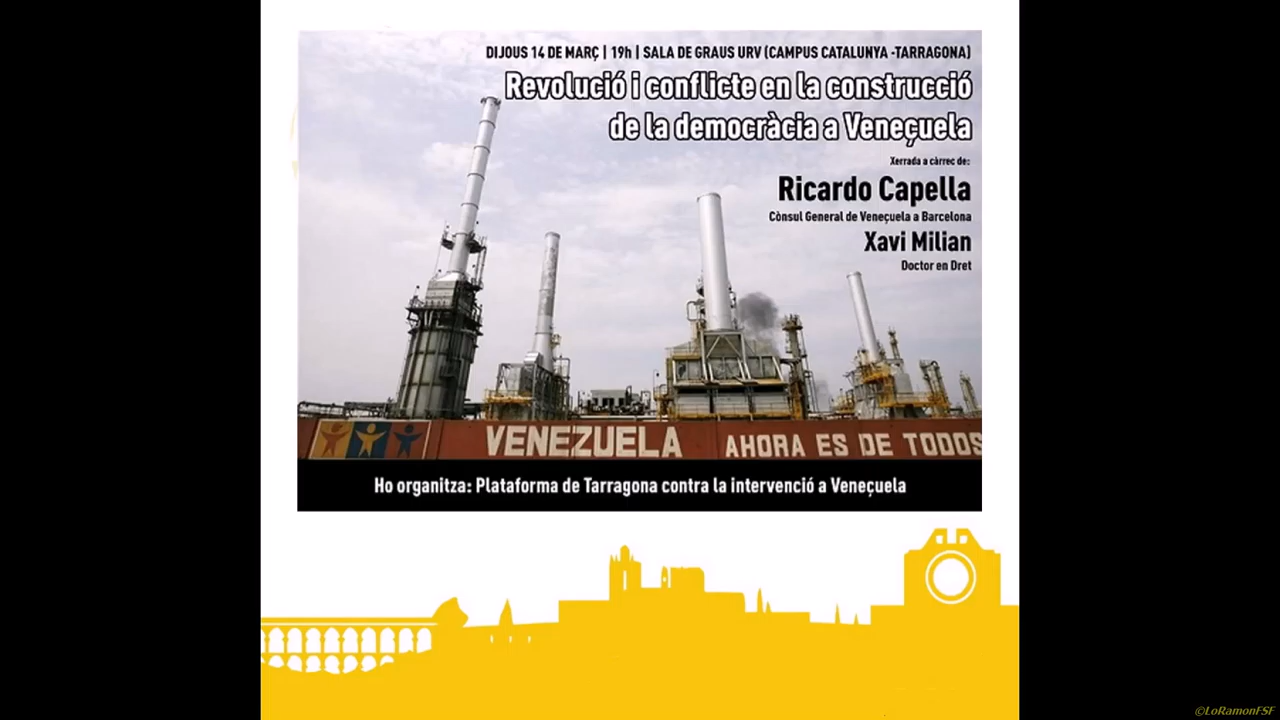 DIJOUS 14 DE MARÇ | 19h | SALA DE GRAUS URV (CAMPUS CATALUNYA -TARRAGONA)
Revolució i conflicte en la construcció
de la democràcia a Veneçuela
Xerrada a càrrec de:
Ricardo Capella
Cònsul General de Veneçuela a Barcelona
Xavi Milian
Doctor en Dret
VENEZUELA AHORA ES DE TODOS
Ho organitza: Plataforma de Tarragona contra la intervenció a Veneçuela
©LoRamonFSF